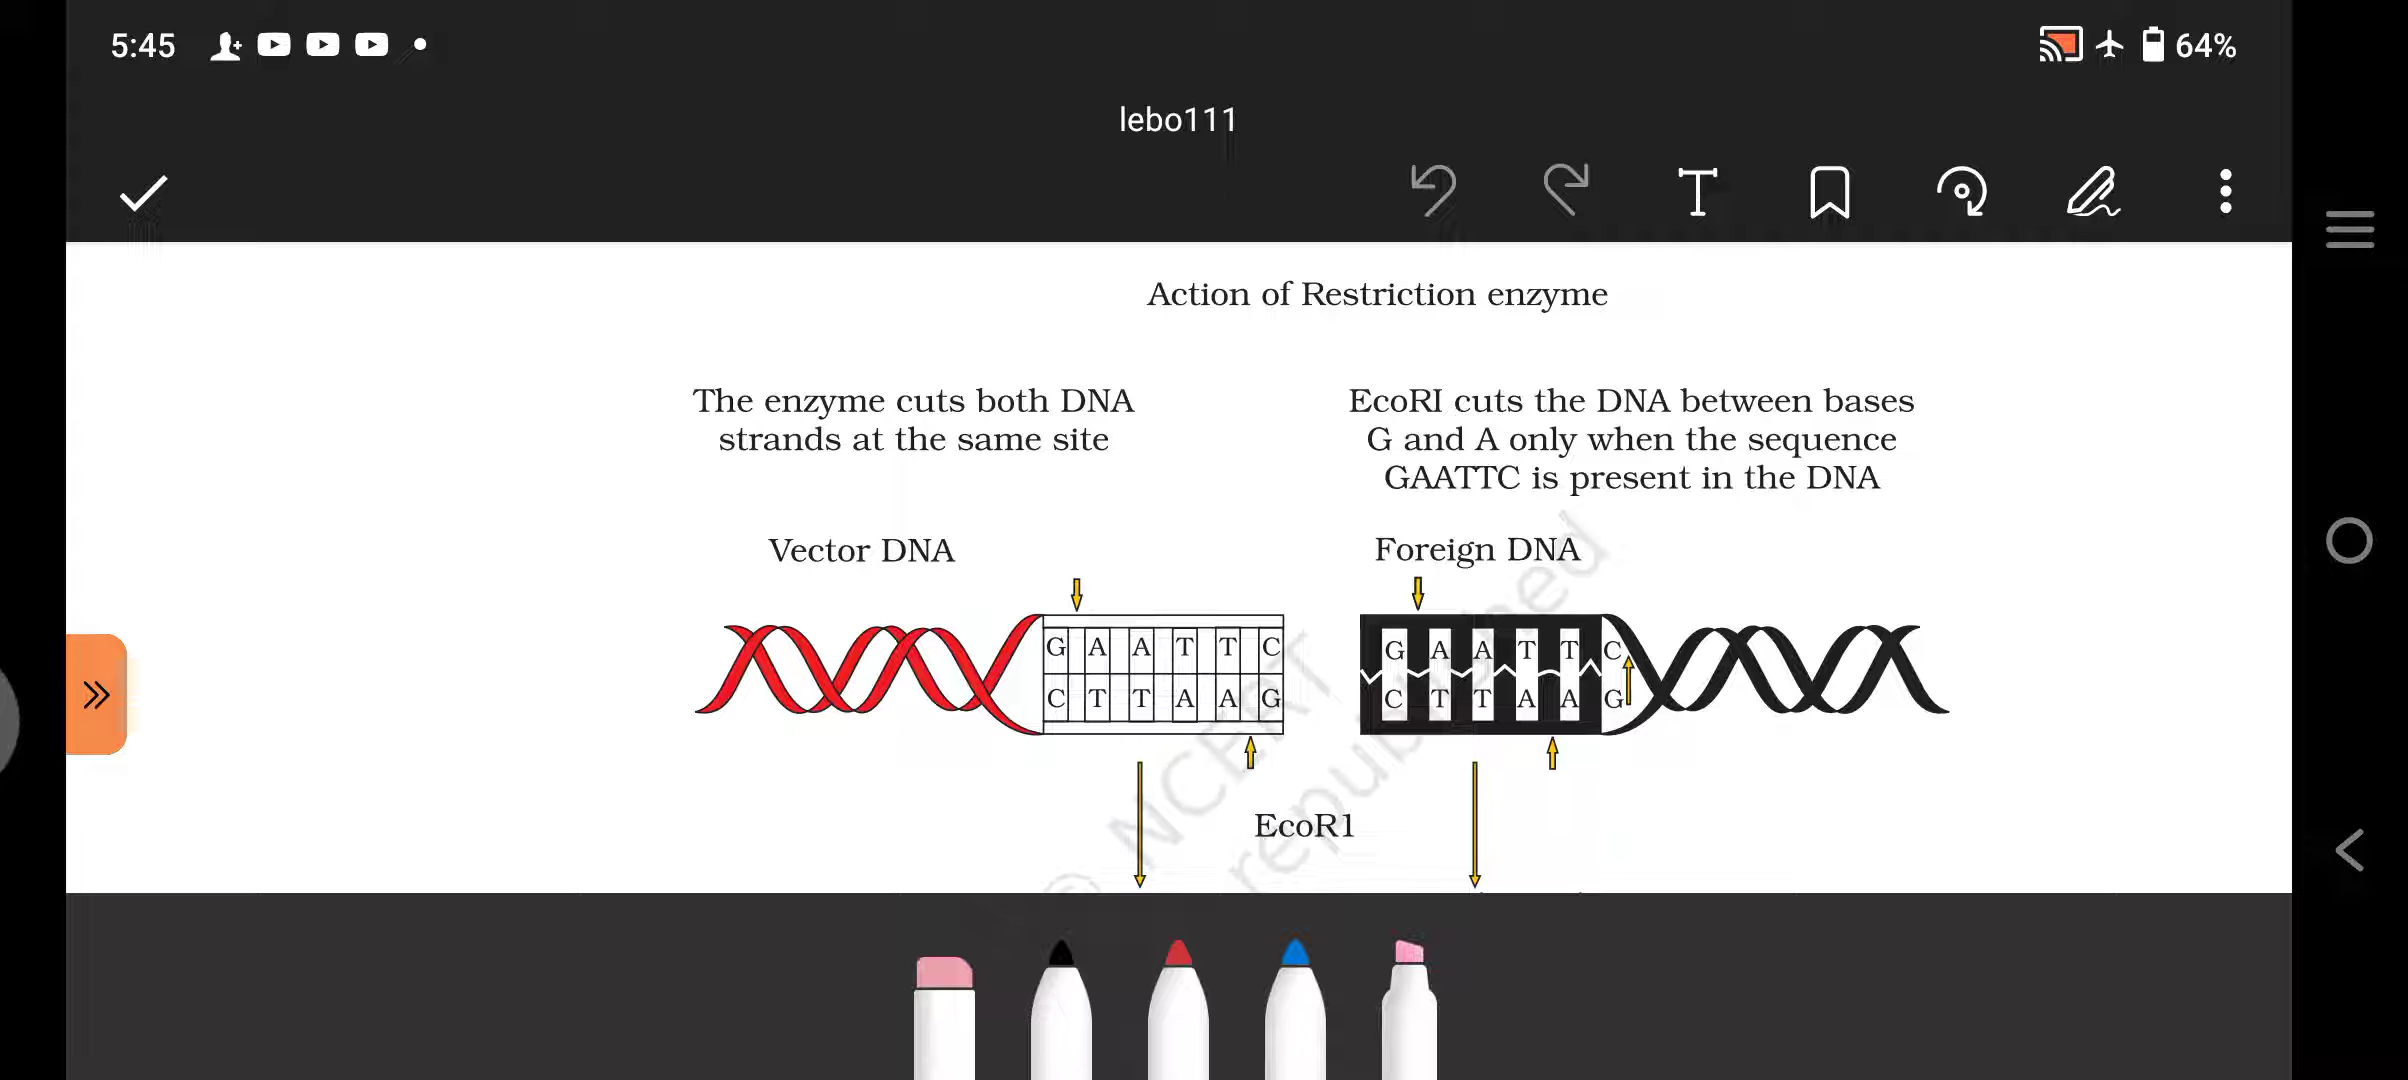 5:45
64%
lebo111
Action of Restriction enzyme
The enzyme cuts both DNA
strands at the same site
EcoRI cuts the DNA between bases
G and A only when the sequence
GAATTC is present in the DNA
Vector DNA
Foreign DNA
G A A T T C
C T T A A G
G A A T T C
C T T A A G
EcoR1
© NCERT
republished